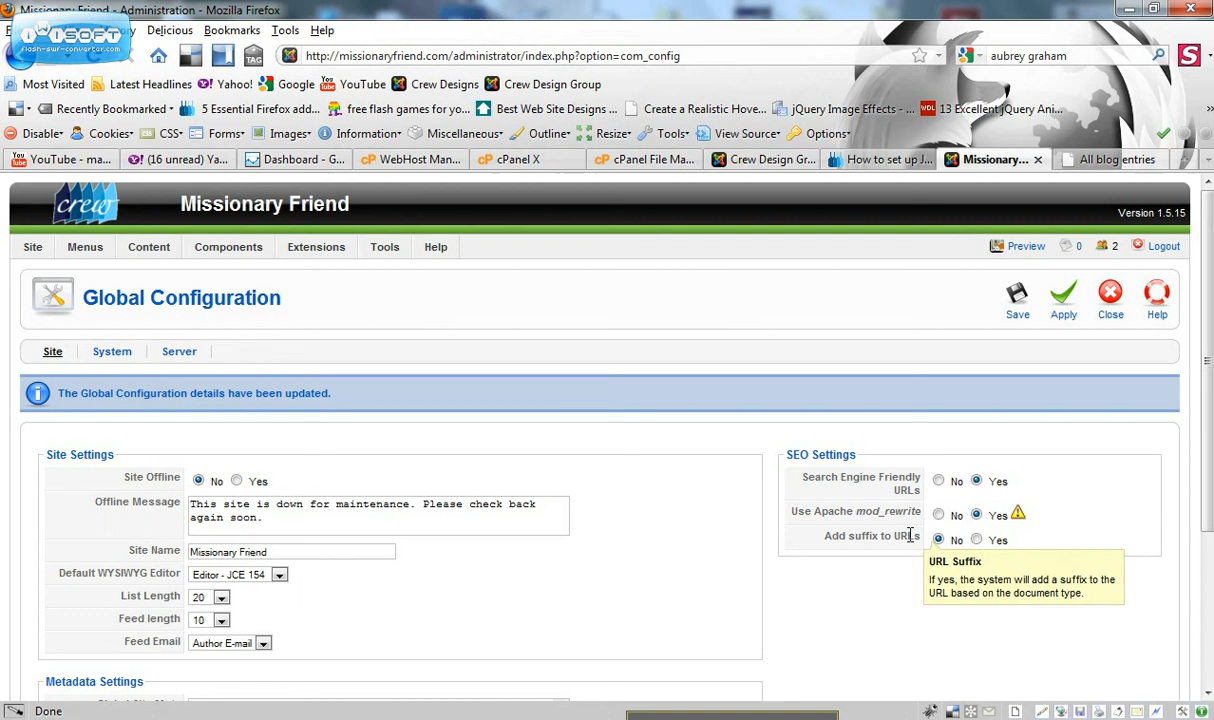 Missionary Friend - Administration - Mozilla Firefox
Delicious Bookmarks Tools Help
iWISOFT
flash-swf-converter.com
TAG
http://missionaryfriend.com/administrator/index.php?option=com_config
aubrey graham
Most Visited Latest Headlines Yahoo! Google YouTube Crew Designs Crew Design Group
Recently Bookmarked 5 Essential Firefox add... free flash games for yo... Best Web Site Designs ... Create a Realistic Hove... jQuery Image Effects - ... WDL 13 Excellent jQuery Ani...
Disable Cookies CSS Forms Images Information Miscellaneous Outline Resize Tools View Source Options
YouTube - ma... (16 unread) Ya... Dashboard - G... WebHost Man... cPanel X cPanel File Ma... Crew Design Gr... How to set up J... Missionary... All blog entries
crew
Missionary Friend
Version 1.5.15
Site Menus Content Components Extensions Tools Help
Preview 0 2 Logout
Global Configuration
Save Apply Close Help
Site System Server
The Global Configuration details have been updated.
Site Settings
Site Offline No Yes
Offline Message This site is down for maintenance. Please check back
again soon.
Site Name Missionary Friend
Default WYSIWYG Editor Editor - JCE 154
List Length 20
Feed length 10
Feed Email Author E-mail
Metadata Settings
SEO Settings
Search Engine Friendly
URLs No Yes
Use Apache mod_rewrite No Yes
Add suffix to URLs No Yes
URL Suffix
If yes, the system will add a suffix to the
URL based on the document type.
Done